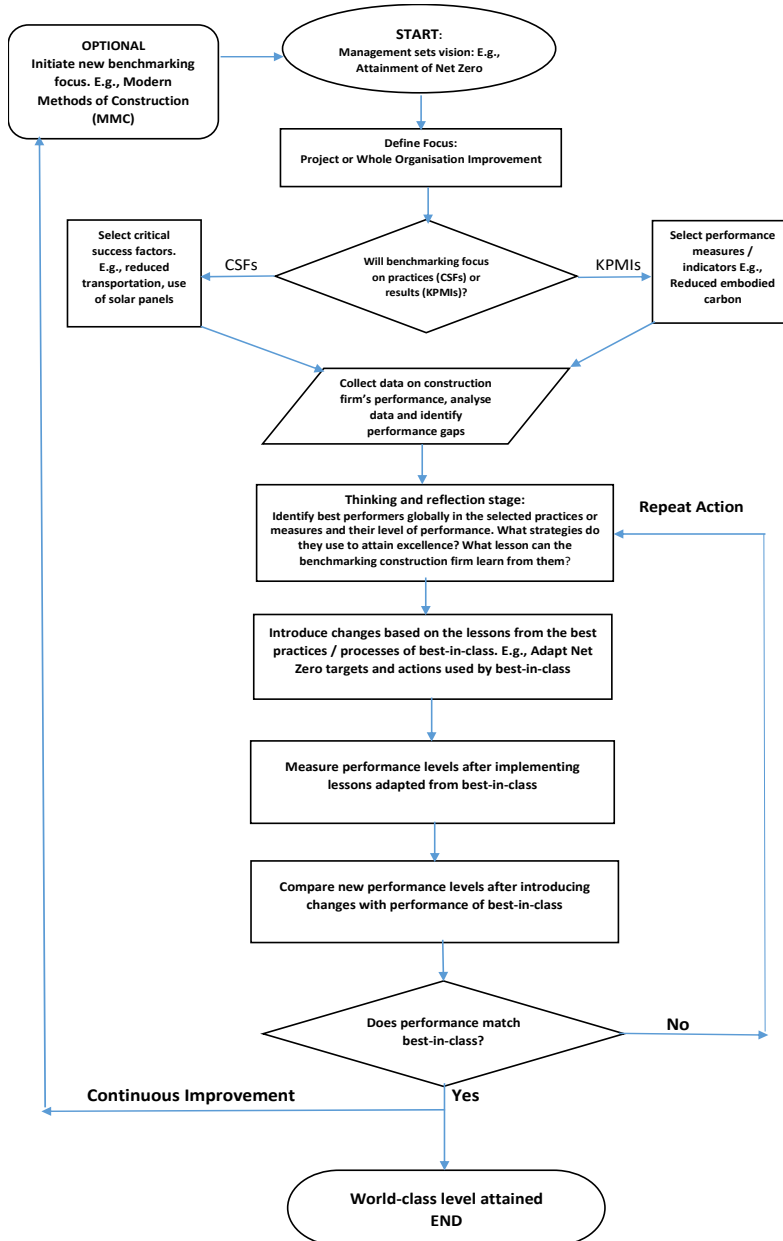 OPTIONAL
Initiate new benchmarking
focus. E.g., Modern
Methods of Construction
(MMC)
START:
Management sets vision: E.g.,
Attainment of Net Zero
Define Focus:
Project or Whole Organisation Improvement
Select critical
success factors.
E.g., reduced
transportation, use
of solar panels
CSFs
Will benchmarking focus
on practices (CSFs) or
results (KPMIs)?
KPMIs
Select performance
measures /
indicators E.g.,
Reduced embodied
carbon
Collect data on construction
firm's performance, analyse
data and identify
performance gaps
Thinking and reflection stage:
Identify best performers globally in the selected practices or
measures and their level of performance. What strategies do
they use to attain excellence? What lesson can the
benchmarking construction firm learn from them?
Repeat Action
Introduce changes based on the lessons from the best
practices / processes of best-in-class. E.g., Adapt Net
Zero targets and actions used by best-in-class
Measure performance levels after implementing
lessons adapted from best-in-class
Compare new performance levels after introducing
changes with performance of best-in-class
Does performance match
best-in-class?
No
Continuous Improvement
Yes
World-class level attained
END